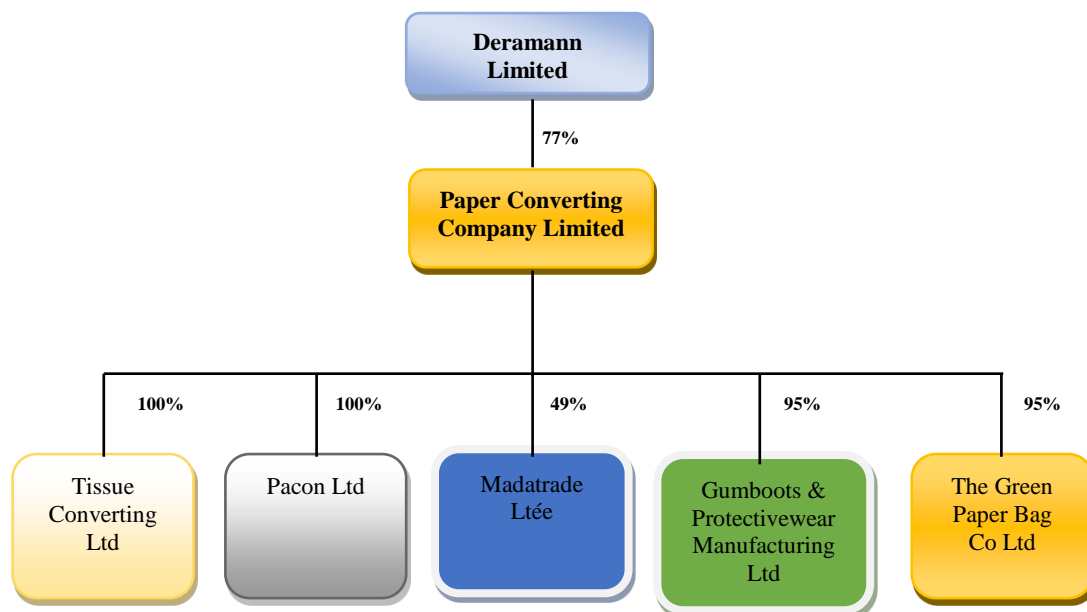 Deramann
Limited
77%
Paper Converting
Company Limited
100%
100%
49%
95%
95%
Tissue
Converting
Ltd
Pacon Ltd
Madatrade
Ltée
Gumboots &
Protectivewear
Manufacturing
Ltd
The Green
Paper Bag
Co Ltd